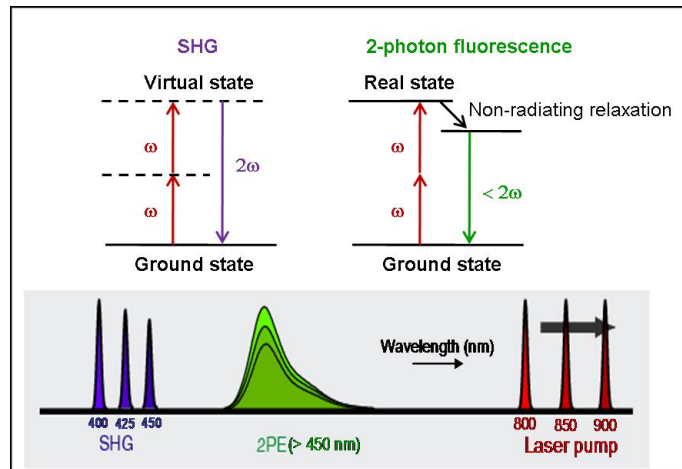 SHG
2-photon fluorescence
Virtual state
Real state
Non-radiating relaxation
ω
2ω
ω
ω
< 2ω
ω
Ground state
Ground state
Wavelength (nm)
400 425 450
SHG
2PE (> 450 nm)
800 850 900
Laser pump